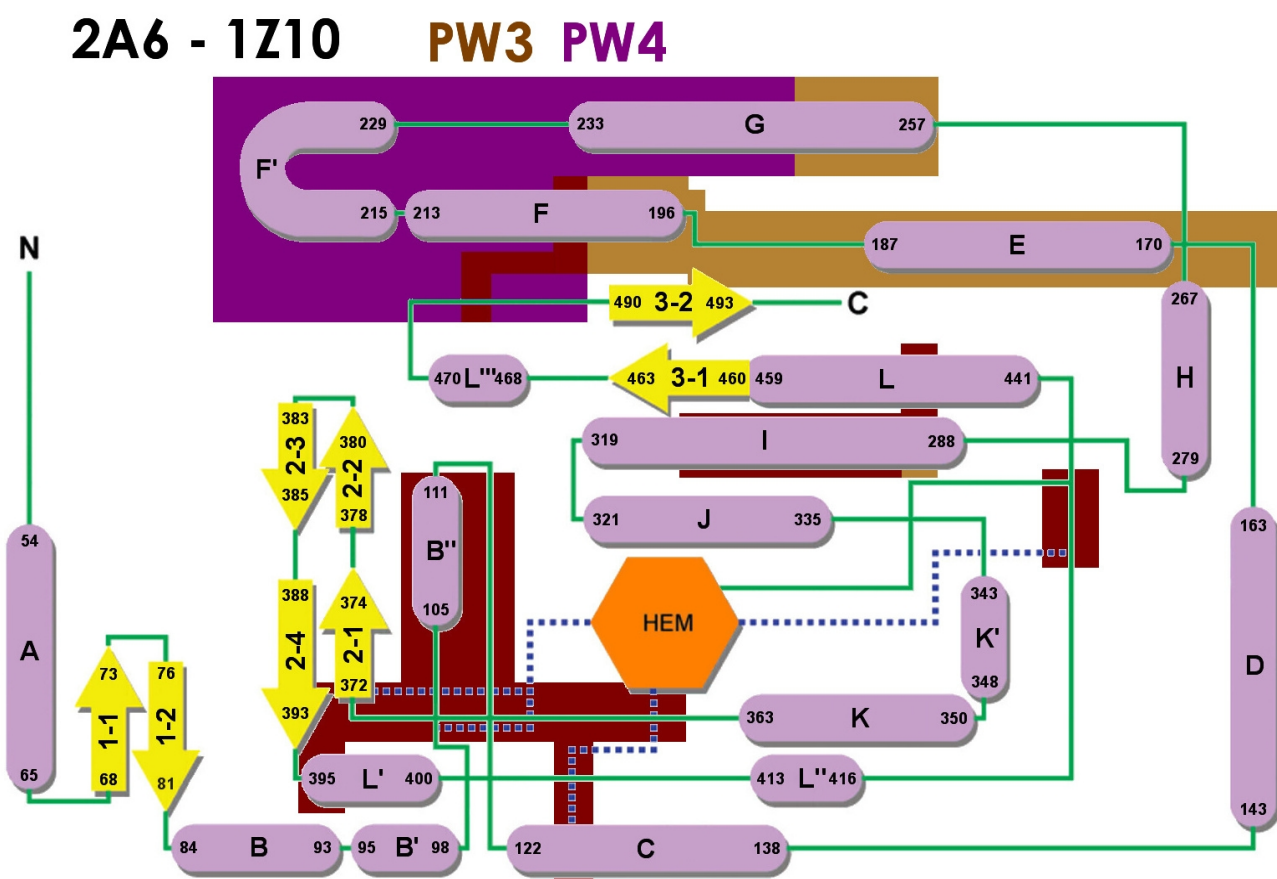 2A6 - 1Z10 PW3 PW4
229 233 G 257
F'
215 213 F 196
187 E 170
N
490 3-2 493 C
267
470 L''' 468 463 3-1 460 459 L 441
H
383 380 319 I 288
2-3 2-2
279
385 378 111
321 J 335
54 163
B''
388 374 105 343
HEM
A 2-4 2-1 K'
73 76 372 348 D
393 363 K 350
1-1 1-2
65 68 81 395 L' 400 413 L'' 416
143
84 B 93 95 B' 98 122 C 138